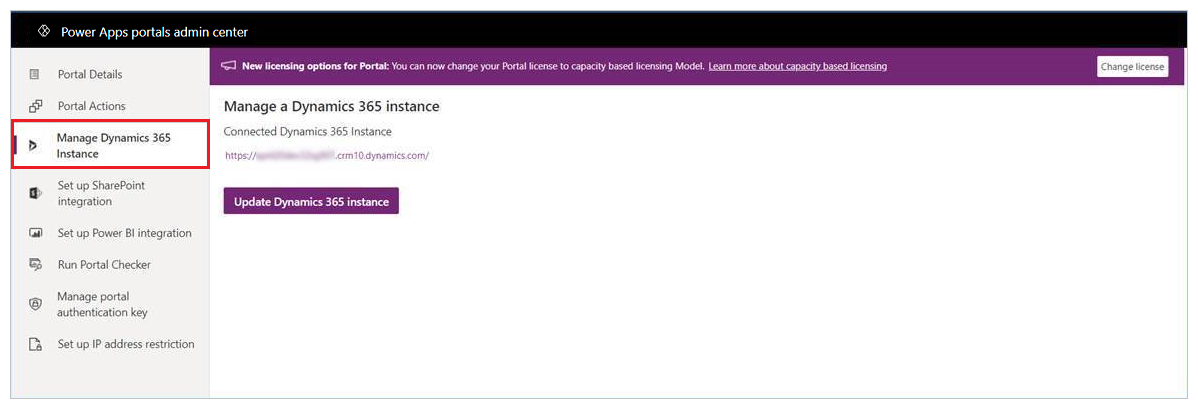 Power Apps portals admin center
New licensing options for Portal: You can now change your Portal license to capacity based licensing Model. Learn more about capacity based licensing
Change license
Portal Details
Portal Actions
Manage Dynamics 365
Instance
Set up SharePoint
integration
Set up Power BI integration
Run Portal Checker
Manage portal
authentication key
Set up IP address restriction
Manage a Dynamics 365 instance
Connected Dynamics 365 Instance
https://
.crm10.dynamics.com/
Update Dynamics 365 instance